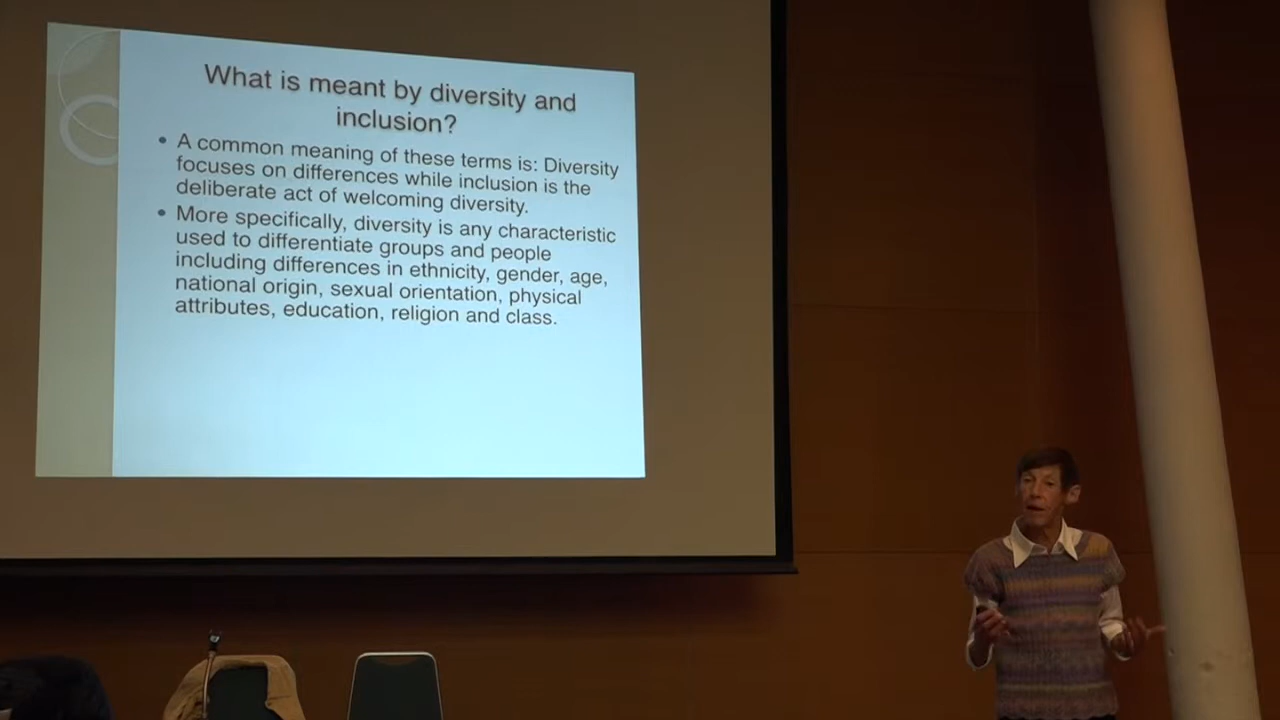 What is meant by diversity and
inclusion?
• A common meaning of these terms is: Diversity
focuses on differences while inclusion is the
deliberate act of welcoming diversity.
• More specifically, diversity is any characteristic
used to differentiate groups and people
including differences in ethnicity, gender, age,
national origin, sexual orientation, physical
attributes, education, religion and class.